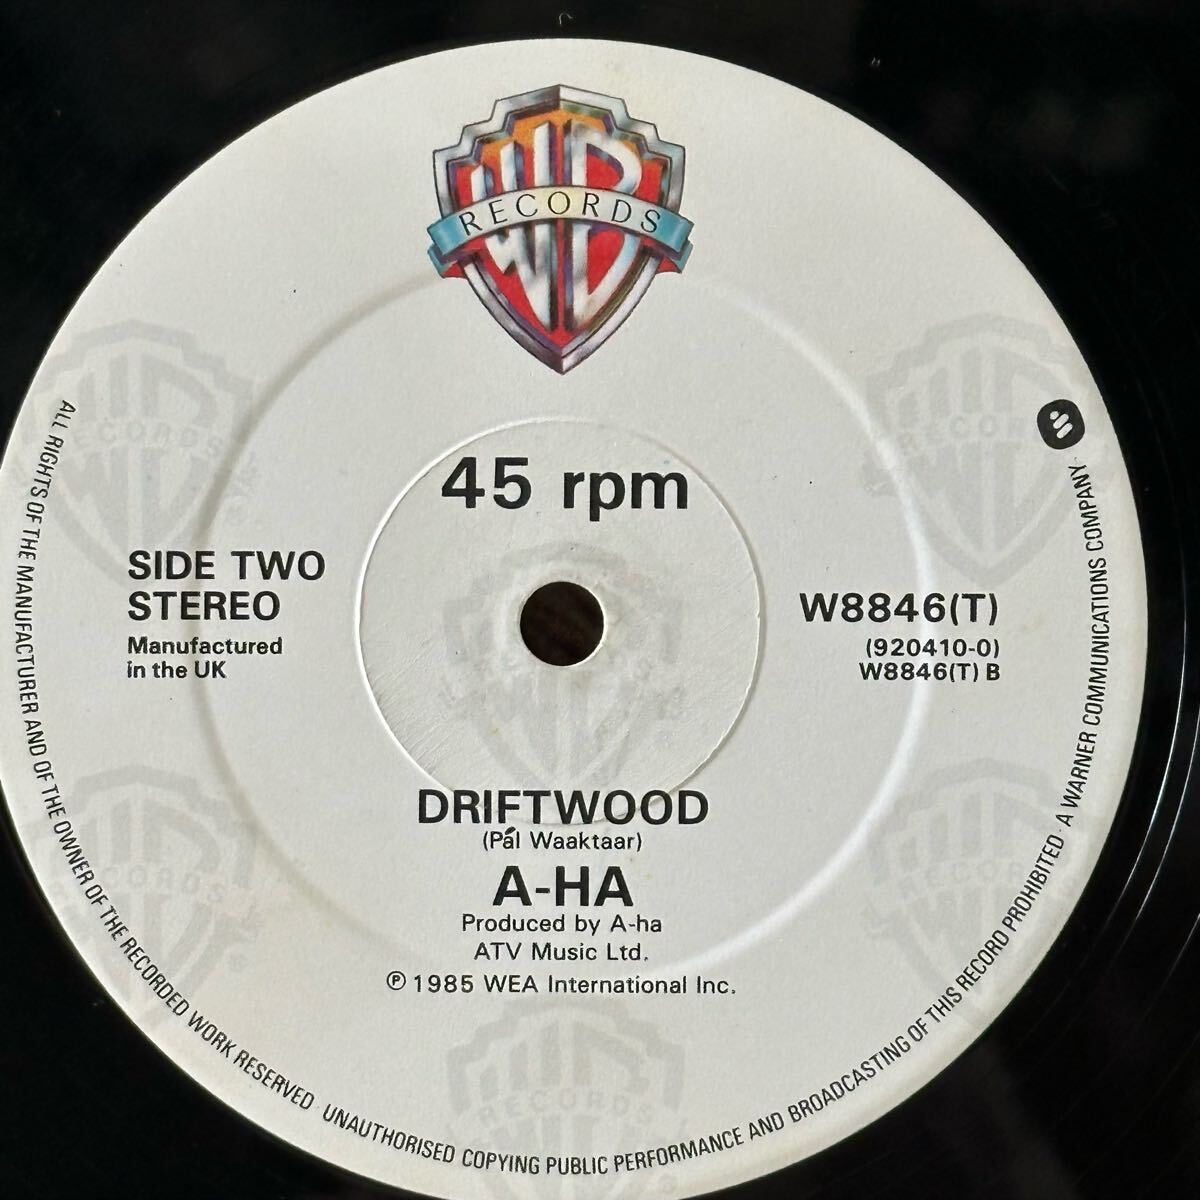 WB
RECORDS
45 rpm
SIDE TWO
STEREO
Manufactured
in the UK
W8846(T)
(920410-0)
W8846(T) B
DRIFTWOOD
(Pál Waaktaar)
A-HA
Produced by A-ha
ATV Music Ltd.
℗ 1985 WEA International Inc.
ALL RIGHTS OF THE MANUFACTURER AND OF THE OWNER OF THE RECORDED WORK RESERVED · UNAUTHORISED COPYING PUBLIC PERFORMANCE AND BROADCASTING OF THIS RECORD PROHIBITED · A WARNER COMMUNICATIONS COMPANY ·